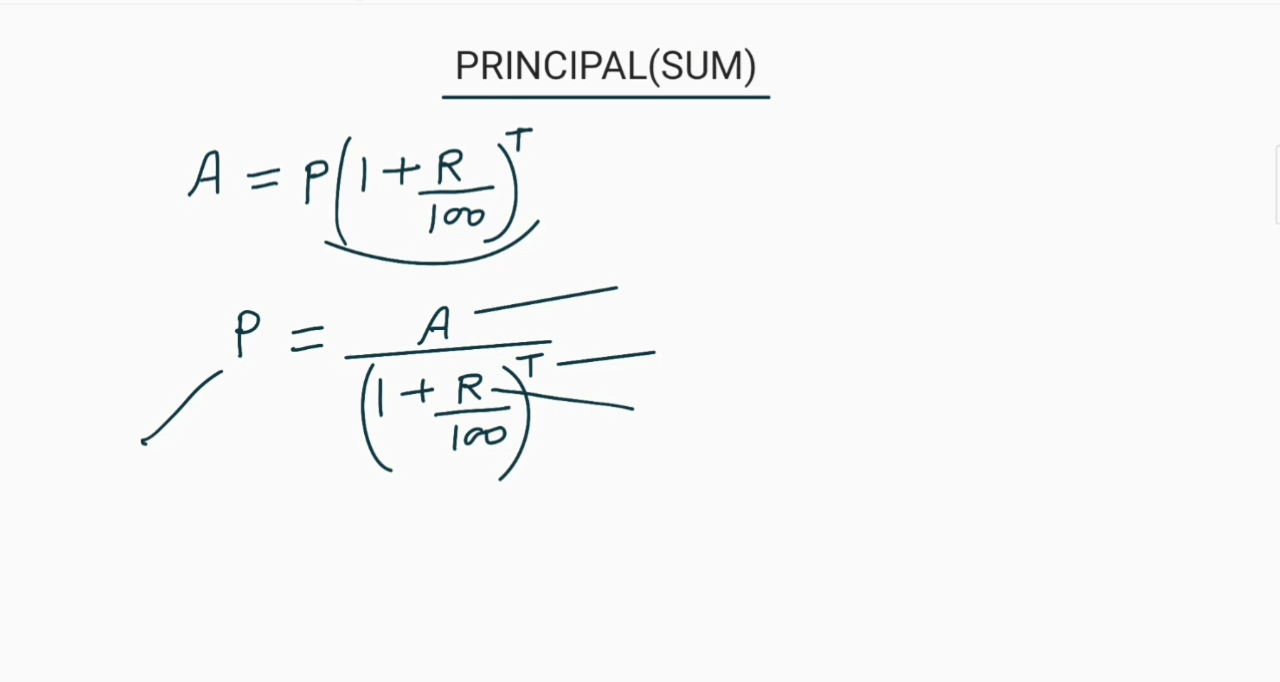 PRINCIPAL(SUM)
A = P(1 + R/100)^T
P = A/(1 + R/100)^T